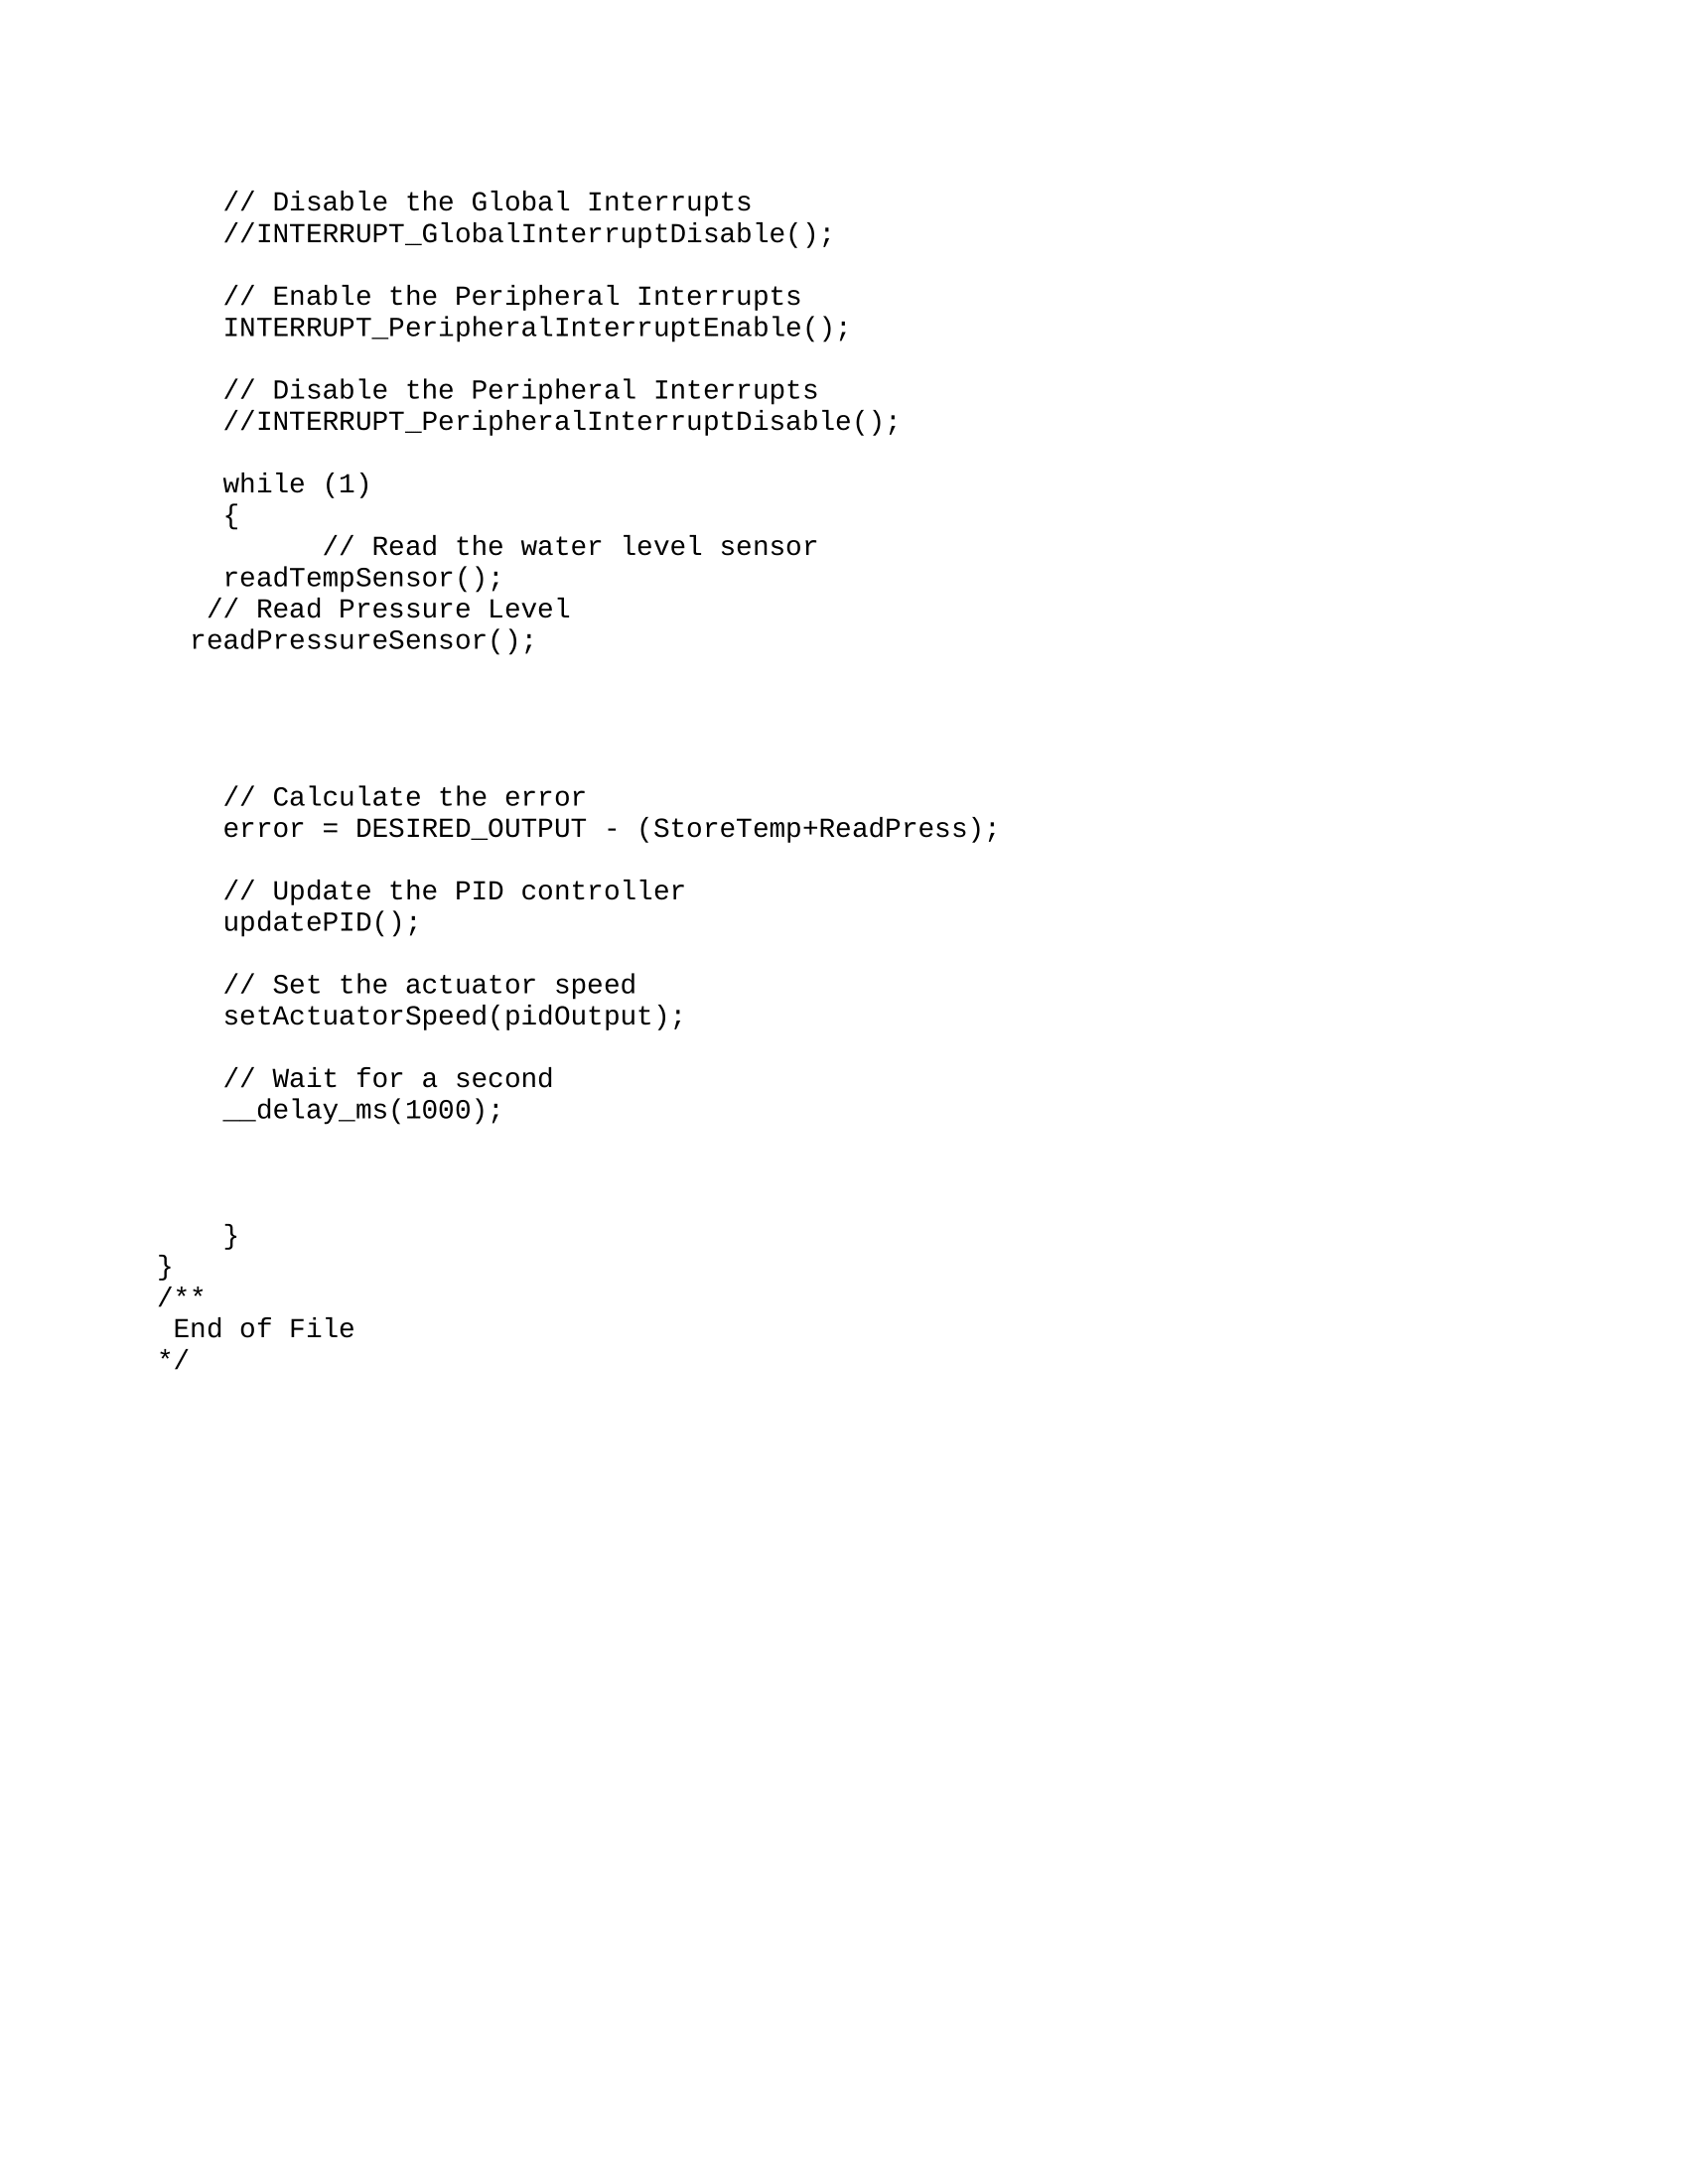 // Disable the Global Interrupts
//INTERRUPT_GlobalInterruptDisable();
// Enable the Peripheral Interrupts
INTERRUPT_PeripheralInterruptEnable();
// Disable the Peripheral Interrupts
//INTERRUPT_PeripheralInterruptDisable();
while (1)
{
// Read the water level sensor
readTempSensor();
// Read Pressure Level
readPressureSensor();
// Calculate the error
error = DESIRED_OUTPUT - (StoreTemp+ReadPress);
// Update the PID controller
updatePID();
// Set the actuator speed
setActuatorSpeed(pidOutput);
// Wait for a second
__delay_ms(1000);
}
}
/**
End of File
*/